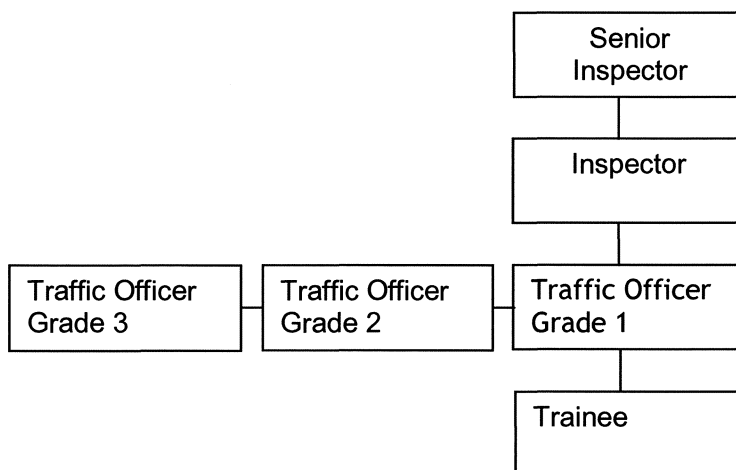 Senior
Inspector
Inspector
Traffic Officer
Grade 3
Traffic Officer
Grade 2
Traffic Officer
Grade 1
Trainee